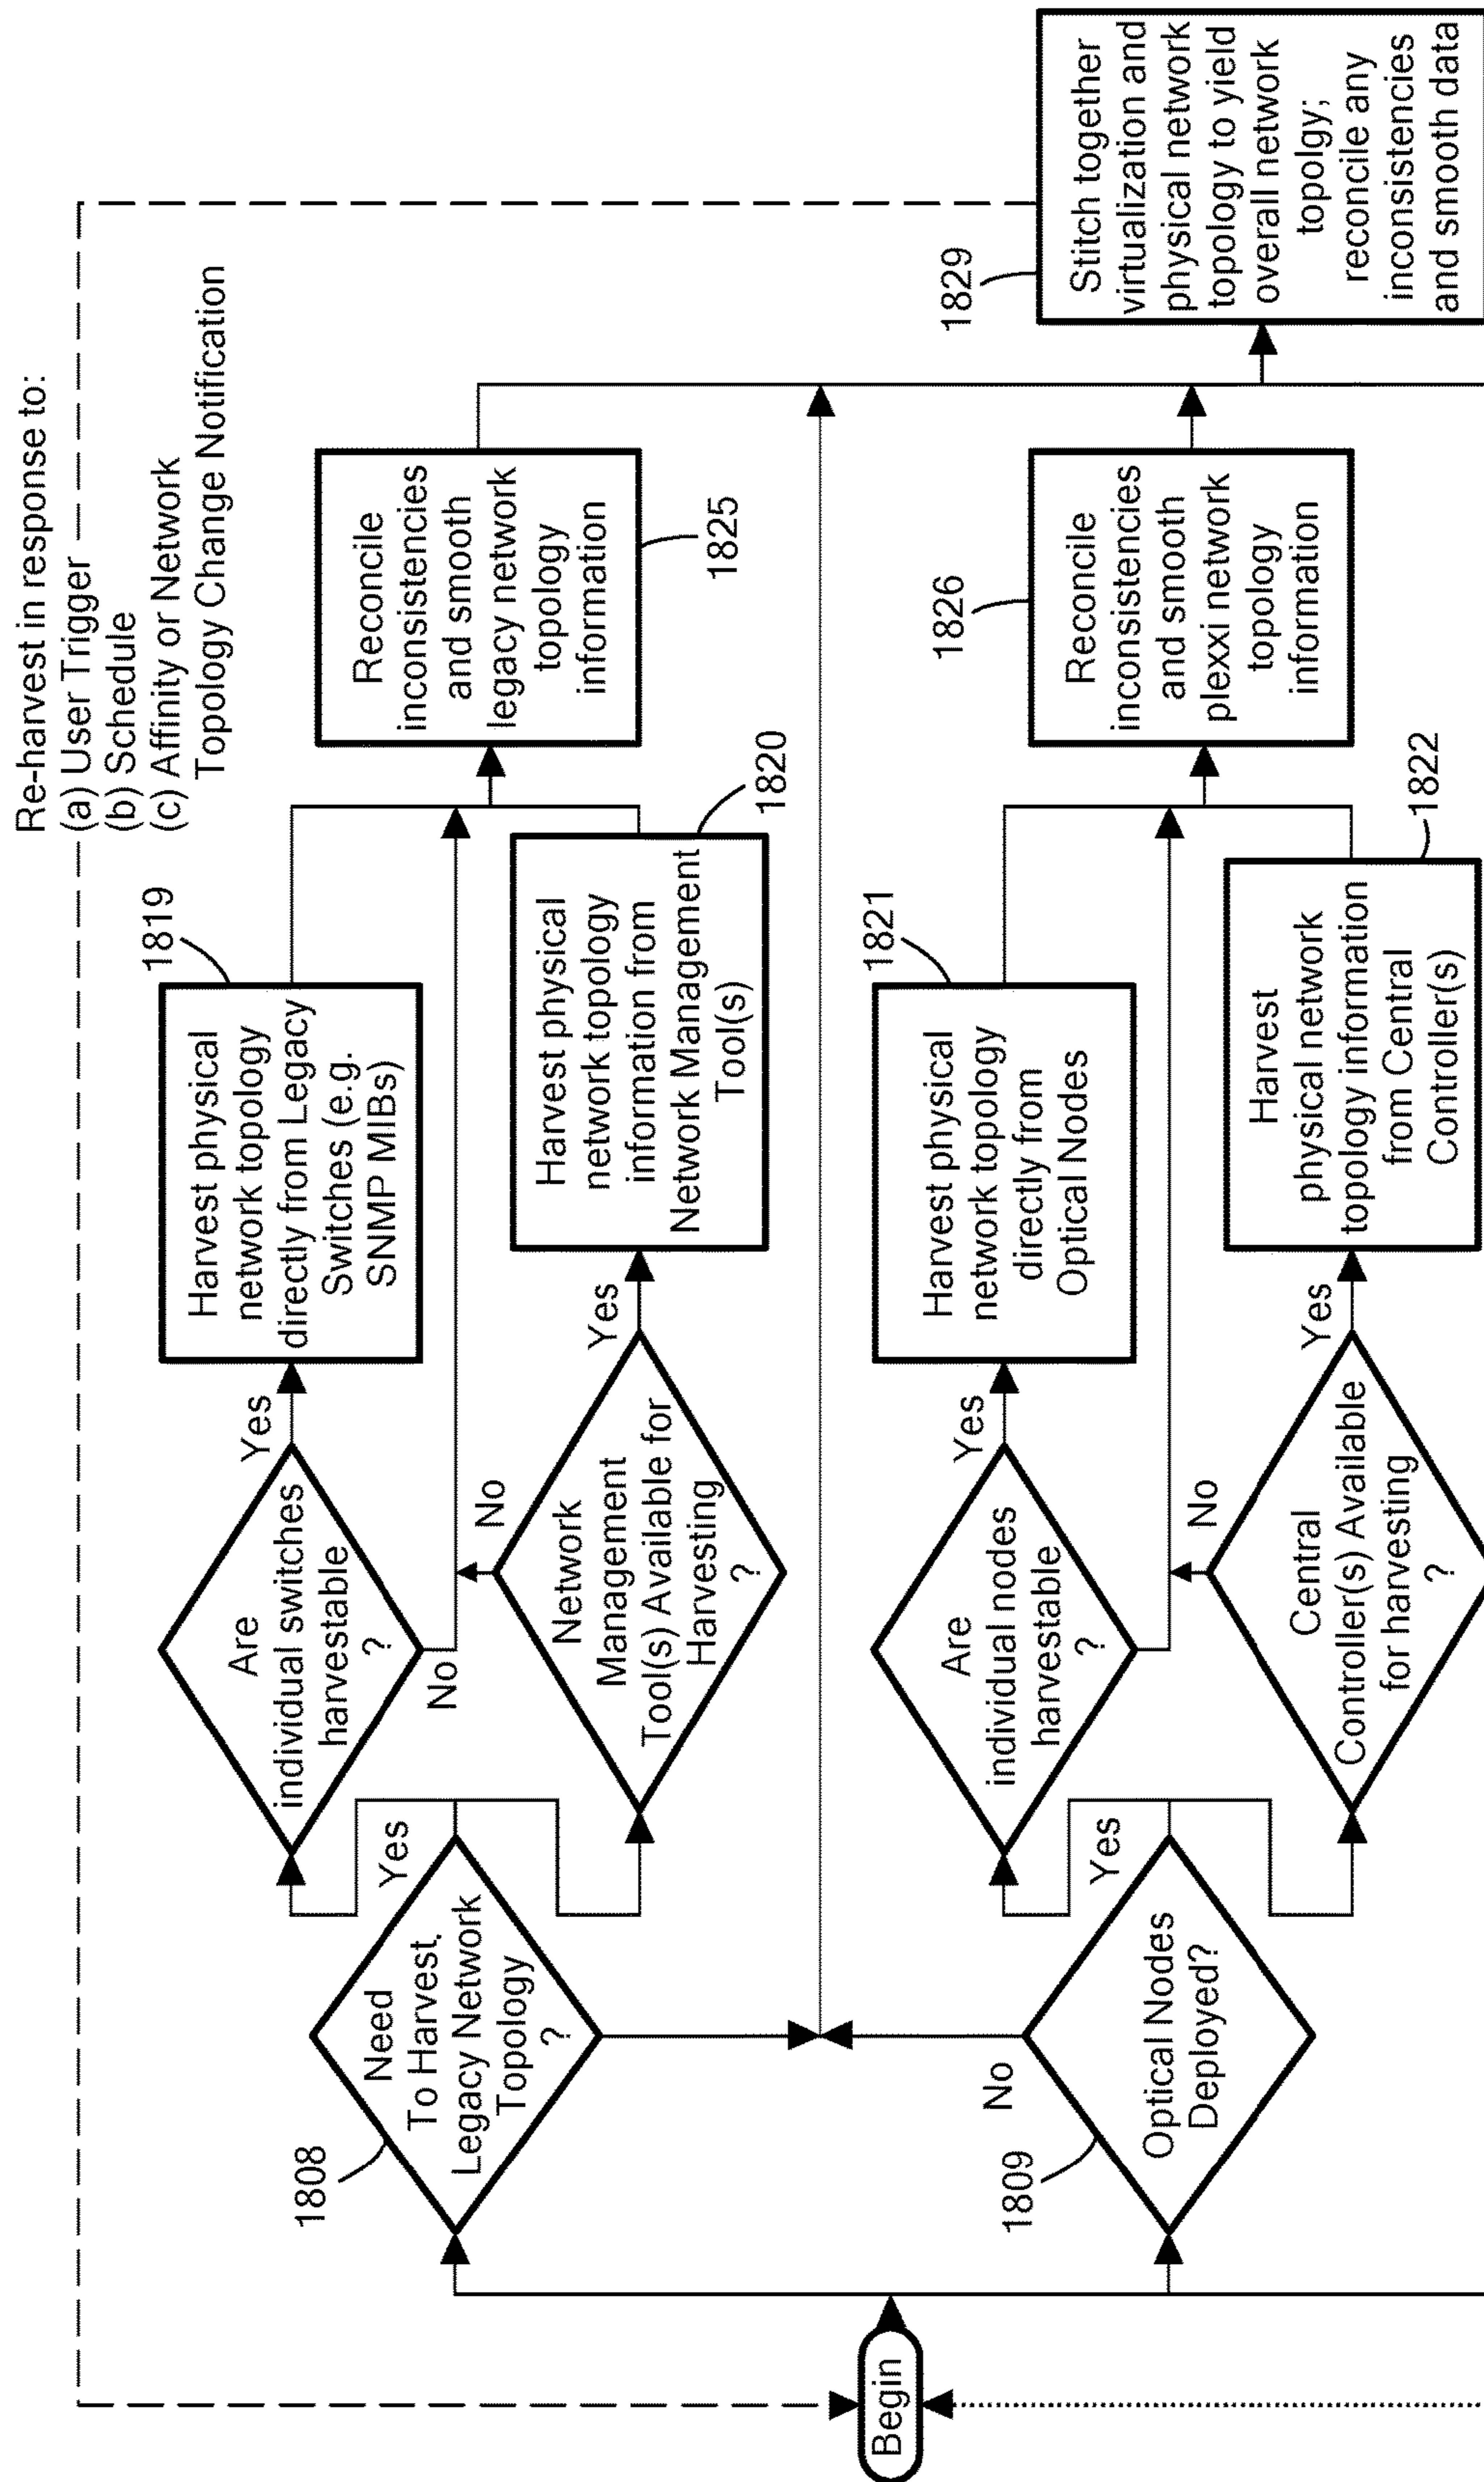 Re-harvest in response to:
(a) User Trigger
(b) Schedule
(c) Affinity or Network
Topology Change Notification
Begin
1808
Need
To Harvest.
Legacy Network
Topology
?
Yes
Are
individual switches
harvestable
?
Yes
No
1819
Harvest physical
network topology
directly from Legacy
Switches (e.g.
SNMP MIBs)
Network
Management
Tool(s) Available for
Harvesting
?
No
Yes
1820
Harvest physical
network topology
information from
Network Management
Tool(s)
Reconcile
inconsistencies
and smooth
legacy network
topology
information
1825
1809
Optical Nodes
Deployed?
No
Yes
Are
individual nodes
harvestable
?
Yes
1821
Harvest physical
network topology
directly from
Optical Nodes
Central
Controller(s) Available
for harvesting
?
No
Yes
1822
Harvest
physical network
topology information
from Central
Controller(s)
1826
Reconcile
inconsistencies
and smooth
plexxi network
topology
information
1829
Stitch together
virtualization and
physical network
topology to yield
overall network
topolgy;
reconcile any
inconsistencies
and smooth data